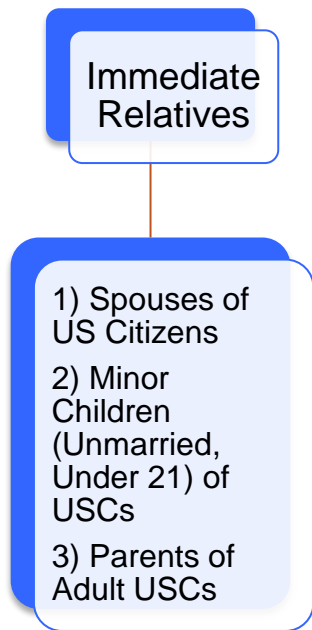 Immediate
Relatives
1) Spouses of
US Citizens
2) Minor
Children
(Unmarried,
Under 21) of
USCs
3) Parents of
Adult USCs